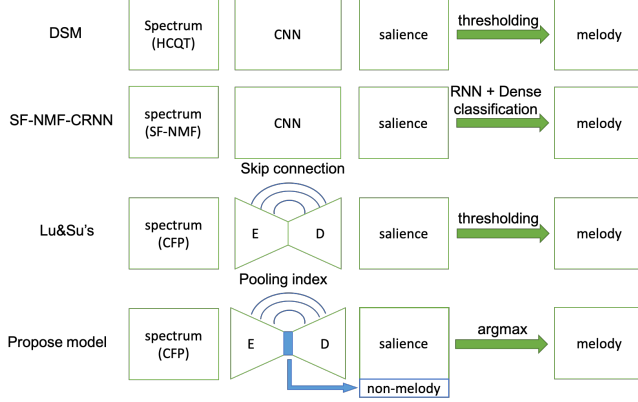 DSM
Spectrum
(HCQT)
CNN
salience
thresholding
melody
SF-NMF-CRNN
spectrum
(SF-NMF)
CNN
salience
RNN + Dense
classification
melody
Skip connection
Lu&Su's
spectrum
(CFP)
E
D
salience
thresholding
melody
Pooling index
Propose model
spectrum
(CFP)
E
D
salience
argmax
melody
non-melody